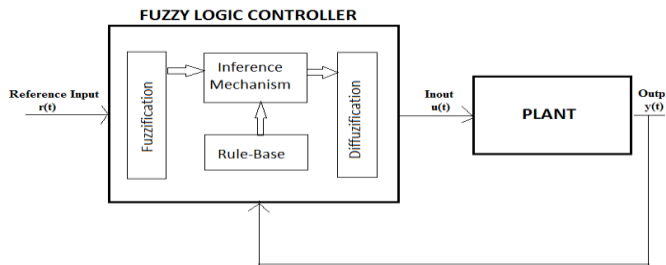 FUZZY LOGIC CONTROLLER
Reference Input
r(t)
Fuzzification
Inference
Mechanism
Rule-Base
Diffuzification
Inout
u(t)
PLANT
Outp
y(t)